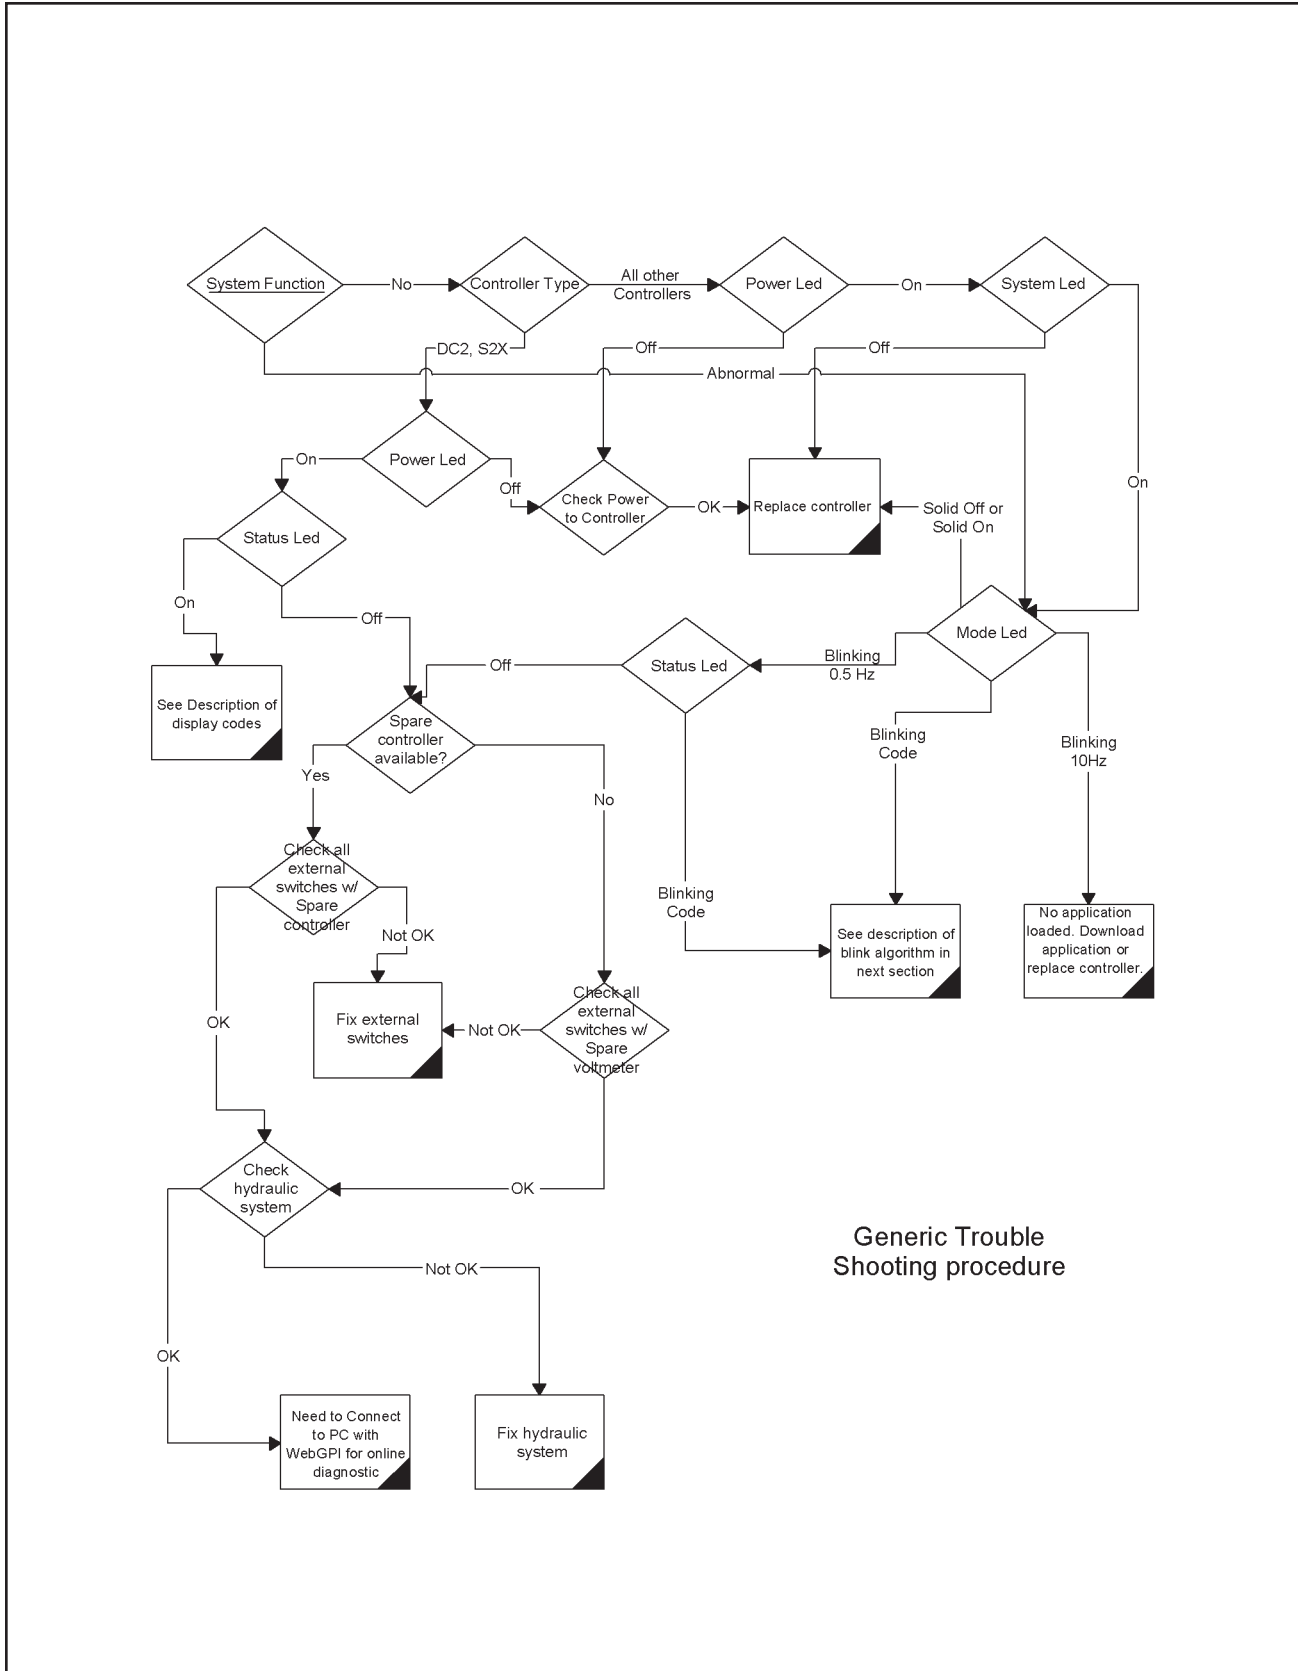 System Function
No
Controller Type
All other
Controllers
Power Led
On
System Led
DC2, S2X
Off
Off
Abnormal
On
Power Led
Off
Check Power
to Controller
OK
Replace controller
Solid Off or
Solid On
On
Status Led
On
Off
See Description of
display codes
Off
Status Led
Blinking
0.5 Hz
Mode Led
Spare
controller
available?
Blinking
Code
Blinking
10Hz
Yes
No
Check all
external
switches w/
Spare
controller
Not OK
Blinking
Code
See description of
blink algorithm in
next section
No application
loaded. Download
application or
replace controller.
OK
Fix external
switches
Not OK
Check all
external
switches w/
Spare
voltmeter
Check
hydraulic
system
OK
Generic Trouble
Shooting procedure
Not OK
OK
Need to Connect
to PC with
WebGPI for online
diagnostic
Fix hydraulic
system